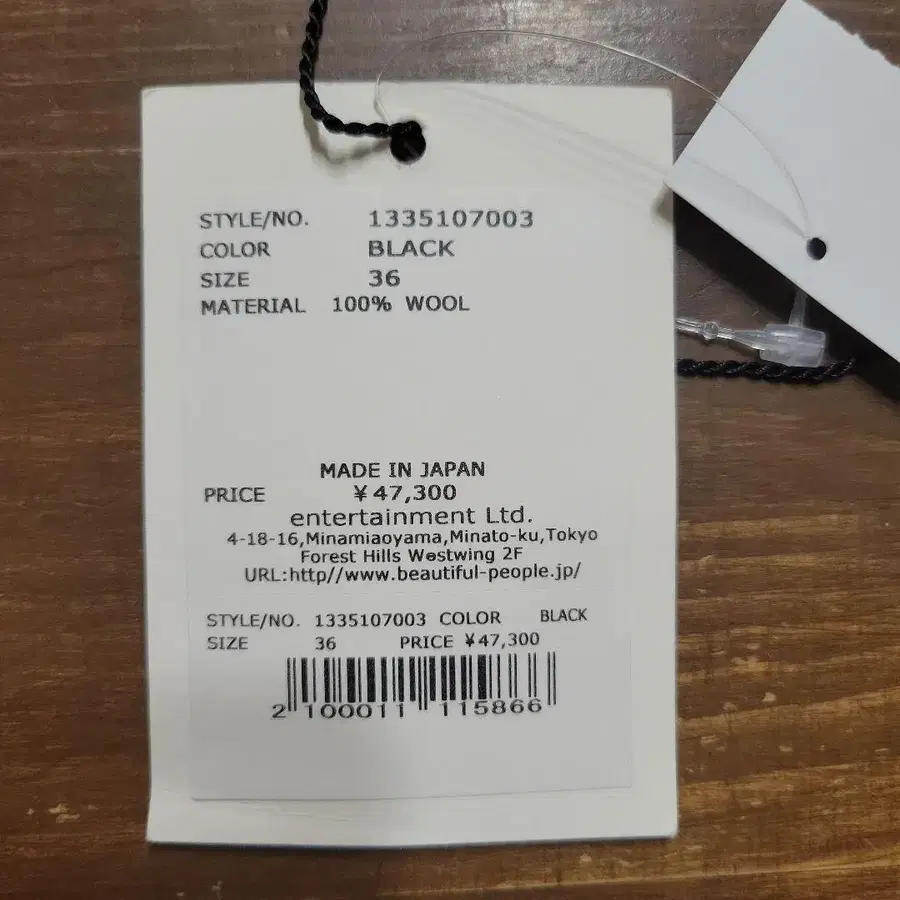 STYLE/NO. 1335107003
COLOR BLACK
SIZE 36
MATERIAL 100% WOOL
MADE IN JAPAN
PRICE ¥47,300
entertainment Ltd.
4-18-16,Minamiaoyama,Minato-ku,Tokyo
Forest Hills Westwing 2F
URL:http//www.beautiful-people.jp/
STYLE/NO. 1335107003 COLOR BLACK
SIZE 36 PRICE ¥47,300
2 100011 115866